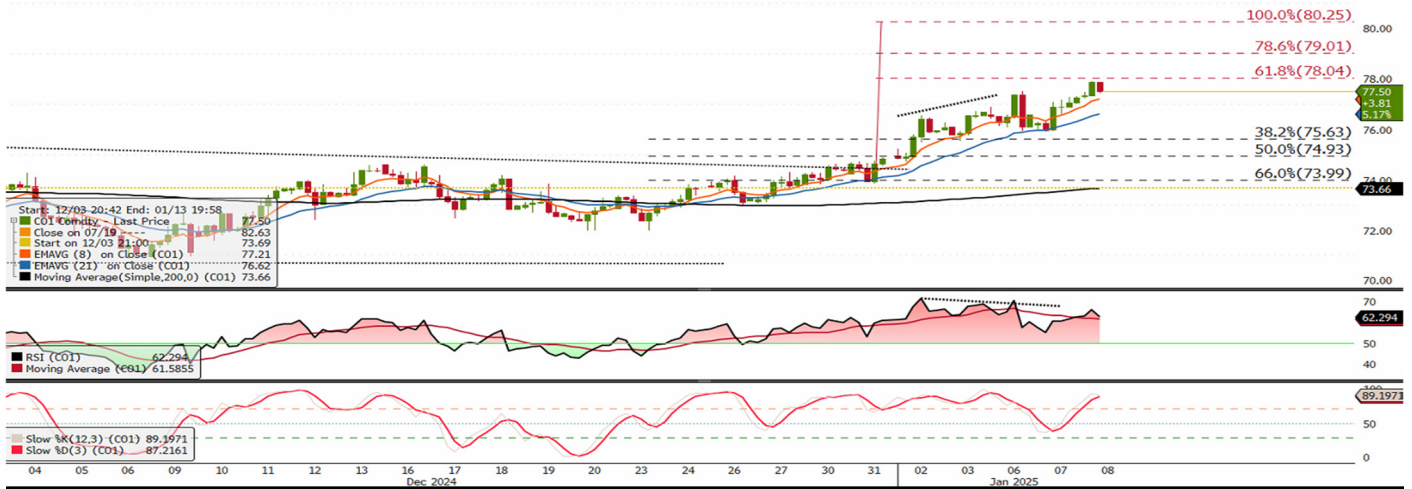 100.0%(80.25)
80.00
78.6%(79.01)
61.8%(78.04)
78.00
77.50
+3.81
5.17%
76.00
38.2%(75.63)
50.0%(74.93)
74.00
66.0%(73.99)
73.66
72.00
70.00
Start: 12/03 20:42 End: 01/13 19:58
CO1 Comdty - Last Price 77.50
Close on 07/19 ---- 82.63
Start on 12/03 21:00 73.69
EMAVG (8) on Close (CO1) 77.21
EMAVG (21) on Close (CO1) 76.62
Moving Average(Simple,200,0) (CO1) 73.66
70
62.294
50
40
RSI (CO1) 62.294
Moving Average (CO1) 61.5855
100
89.1971
50
0
Slow %K(12,3) (CO1) 89.1971
Slow %D(3) (CO1) 87.2161
04 05 06 09 10 11 12 13 16 17 18 19 20 23 24 26 27 30 31 02 03 06 07 08
Dec 2024 Jan 2025